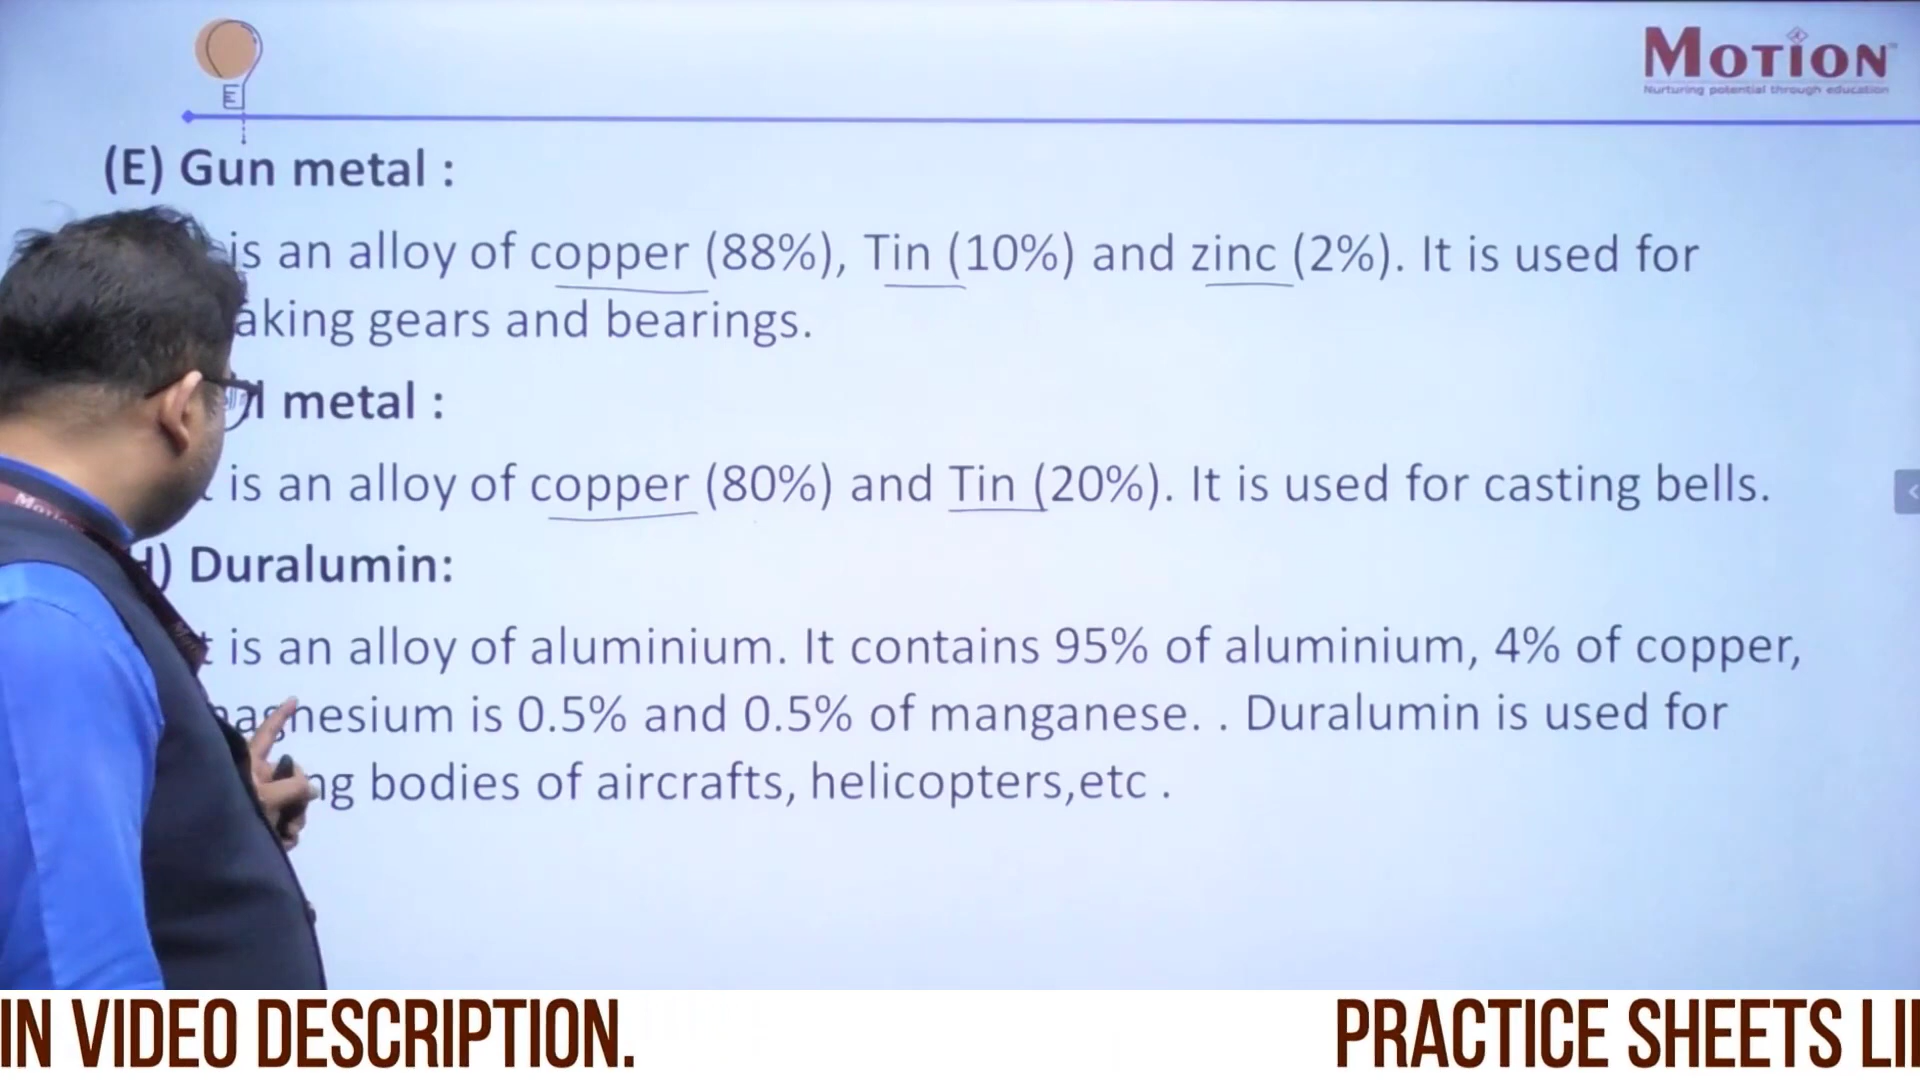 MOTION
Nurturing potential through education
(E) Gun metal :
is an alloy of copper (88%), Tin (10%) and zinc (2%). It is used for
aking gears and bearings.
metal :
is an alloy of copper (80%) and Tin (20%). It is used for casting bells.
) Duralumin:
is an alloy of aluminium. It contains 95% of aluminium, 4% of copper,
agnesium is 0.5% and 0.5% of manganese. . Duralumin is used for
ng bodies of aircrafts, helicopters,etc .
IN VIDEO DESCRIPTION.
PRACTICE SHEETS LI